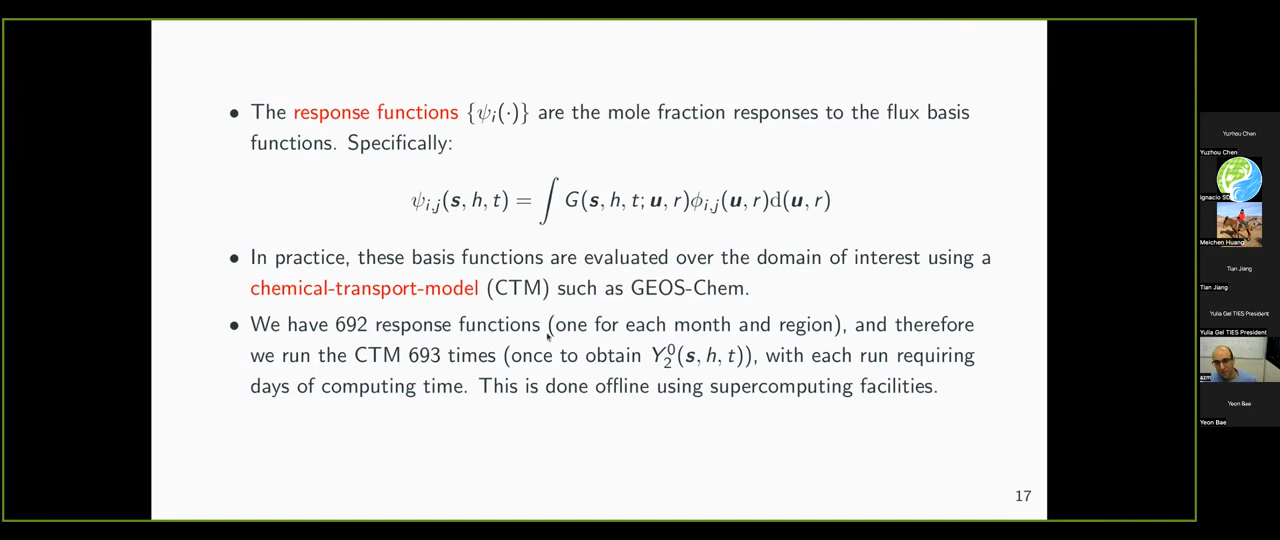 • The response functions {ψᵢ(·)} are the mole fraction responses to the flux basis
functions. Specifically:
ψᵢ,ⱼ(s, h, t) = ∫ G(s, h, t; u, r)ϕᵢ,ⱼ(u, r)d(u, r)
• In practice, these basis functions are evaluated over the domain of interest using a
chemical-transport-model (CTM) such as GEOS-Chem.
• We have 692 response functions (one for each month and region), and therefore
we run the CTM 693 times (once to obtain Y₂⁰(s, h, t)), with each run requiring
days of computing time. This is done offline using supercomputing facilities.
17
Yuzhou Chen
Yuzhou Chen
Ignacio
Meichen Huang
Tian Jiang
Tian Jiang
Yulia Gel TIES President
Yulia Gel TIES President
azm
Yeon Bae
Yeon Bae